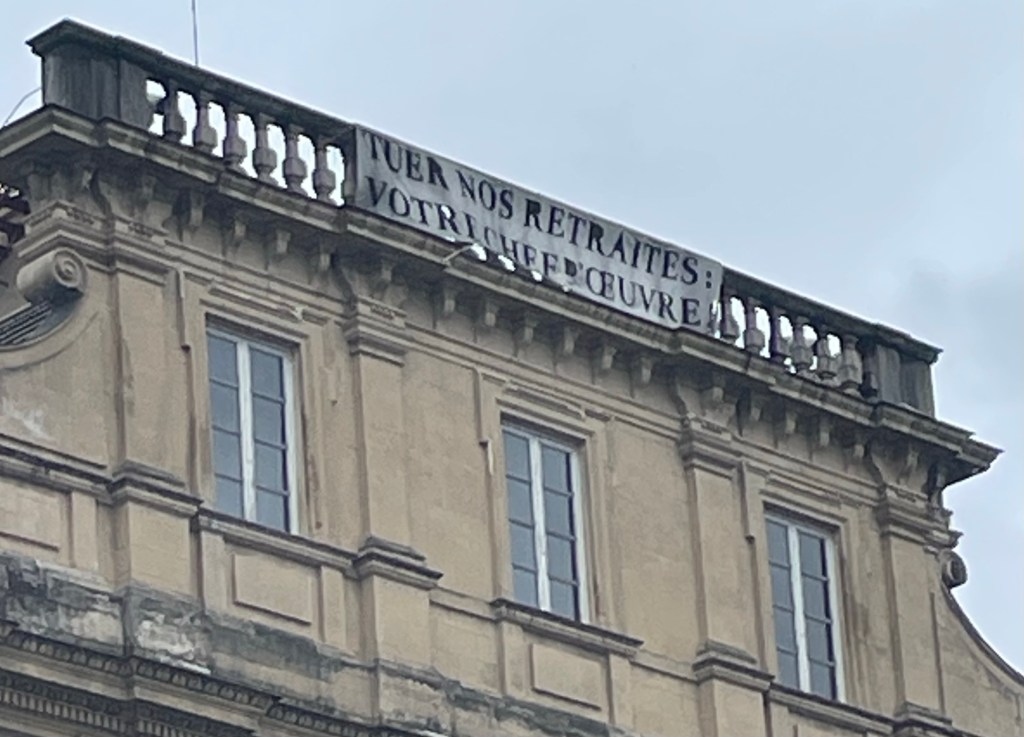 TUER NOS RETRAITES :
VOTRE CHEF D'ŒUVRE